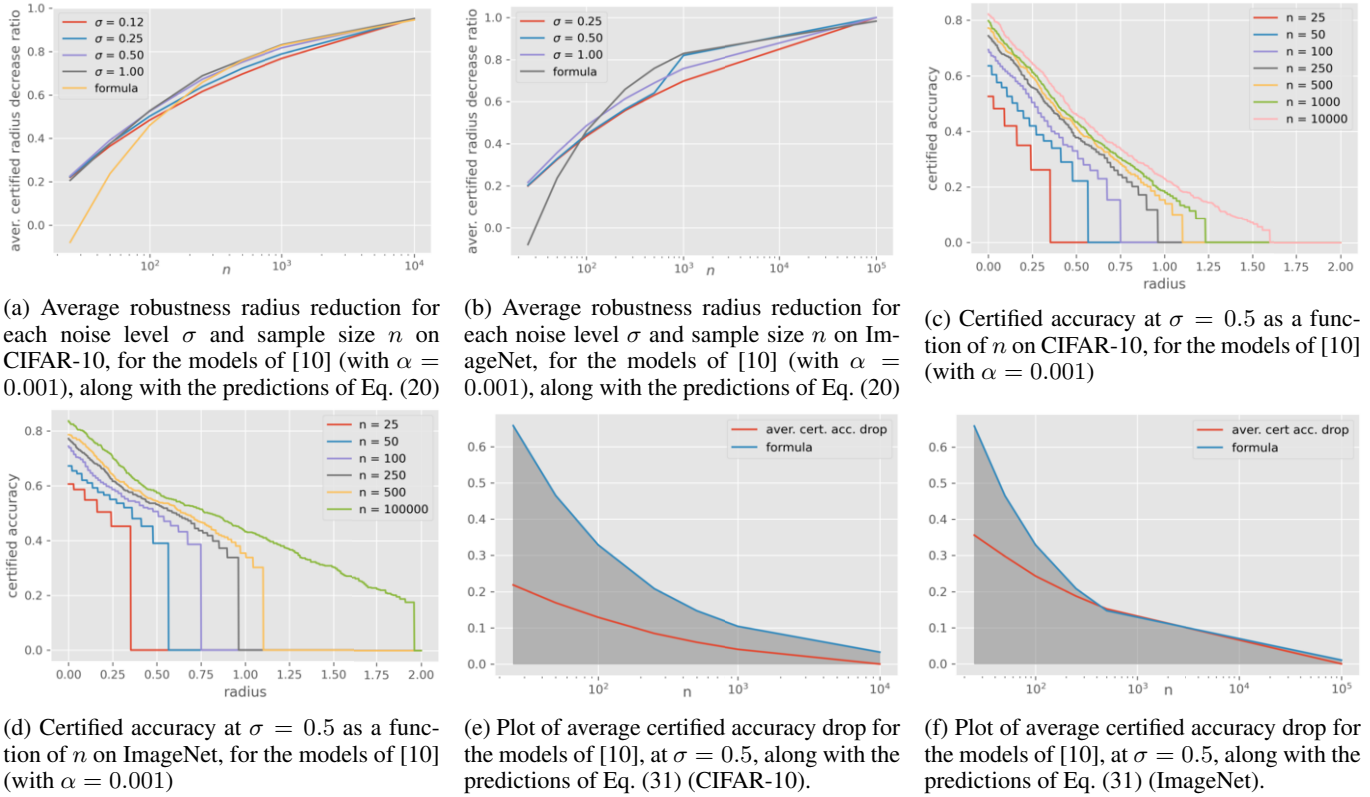 aver. certified radius decrease ratio
1.0
0.8
0.6
0.4
0.2
0.0
σ = 0.12
σ = 0.25
σ = 0.50
σ = 1.00
formula
10² 10³ 10⁴
n
aver. certified radius decrease ratio
1.0
0.8
0.6
0.4
0.2
0.0
σ = 0.25
σ = 0.50
σ = 1.00
formula
10² 10³ 10⁴ 10⁵
n
certified accuracy
0.8
0.6
0.4
0.2
0.0
n = 25
n = 50
n = 100
n = 250
n = 500
n = 1000
n = 10000
0.00 0.25 0.50 0.75 1.00 1.25 1.50 1.75 2.00
radius
(a) Average robustness radius reduction for
each noise level σ and sample size n on
CIFAR-10, for the models of [10] (with α =
0.001), along with the predictions of Eq. (20)
(b) Average robustness radius reduction for
each noise level σ and sample size n on Im-
ageNet, for the models of [10] (with α =
0.001), along with the predictions of Eq. (20)
(c) Certified accuracy at σ = 0.5 as a func-
tion of n on CIFAR-10, for the models of [10]
(with α = 0.001)
certified accuracy
0.8
0.6
0.4
0.2
0.0
n = 25
n = 50
n = 100
n = 250
n = 500
n = 100000
0.00 0.25 0.50 0.75 1.00 1.25 1.50 1.75 2.00
radius
0.6
0.5
0.4
0.3
0.2
0.1
0.0
aver. cert. acc. drop
formula
10² 10³ 10⁴
n
0.6
0.5
0.4
0.3
0.2
0.1
0.0
aver. cert. acc. drop
formula
10² 10³ 10⁴ 10⁵
n
(d) Certified accuracy at σ = 0.5 as a func-
tion of n on ImageNet, for the models of [10]
(with α = 0.001)
(e) Plot of average certified accuracy drop for
the models of [10], at σ = 0.5, along with the
predictions of Eq. (31) (CIFAR-10).
(f) Plot of average certified accuracy drop for
the models of [10], at σ = 0.5, along with the
predictions of Eq. (31) (ImageNet).